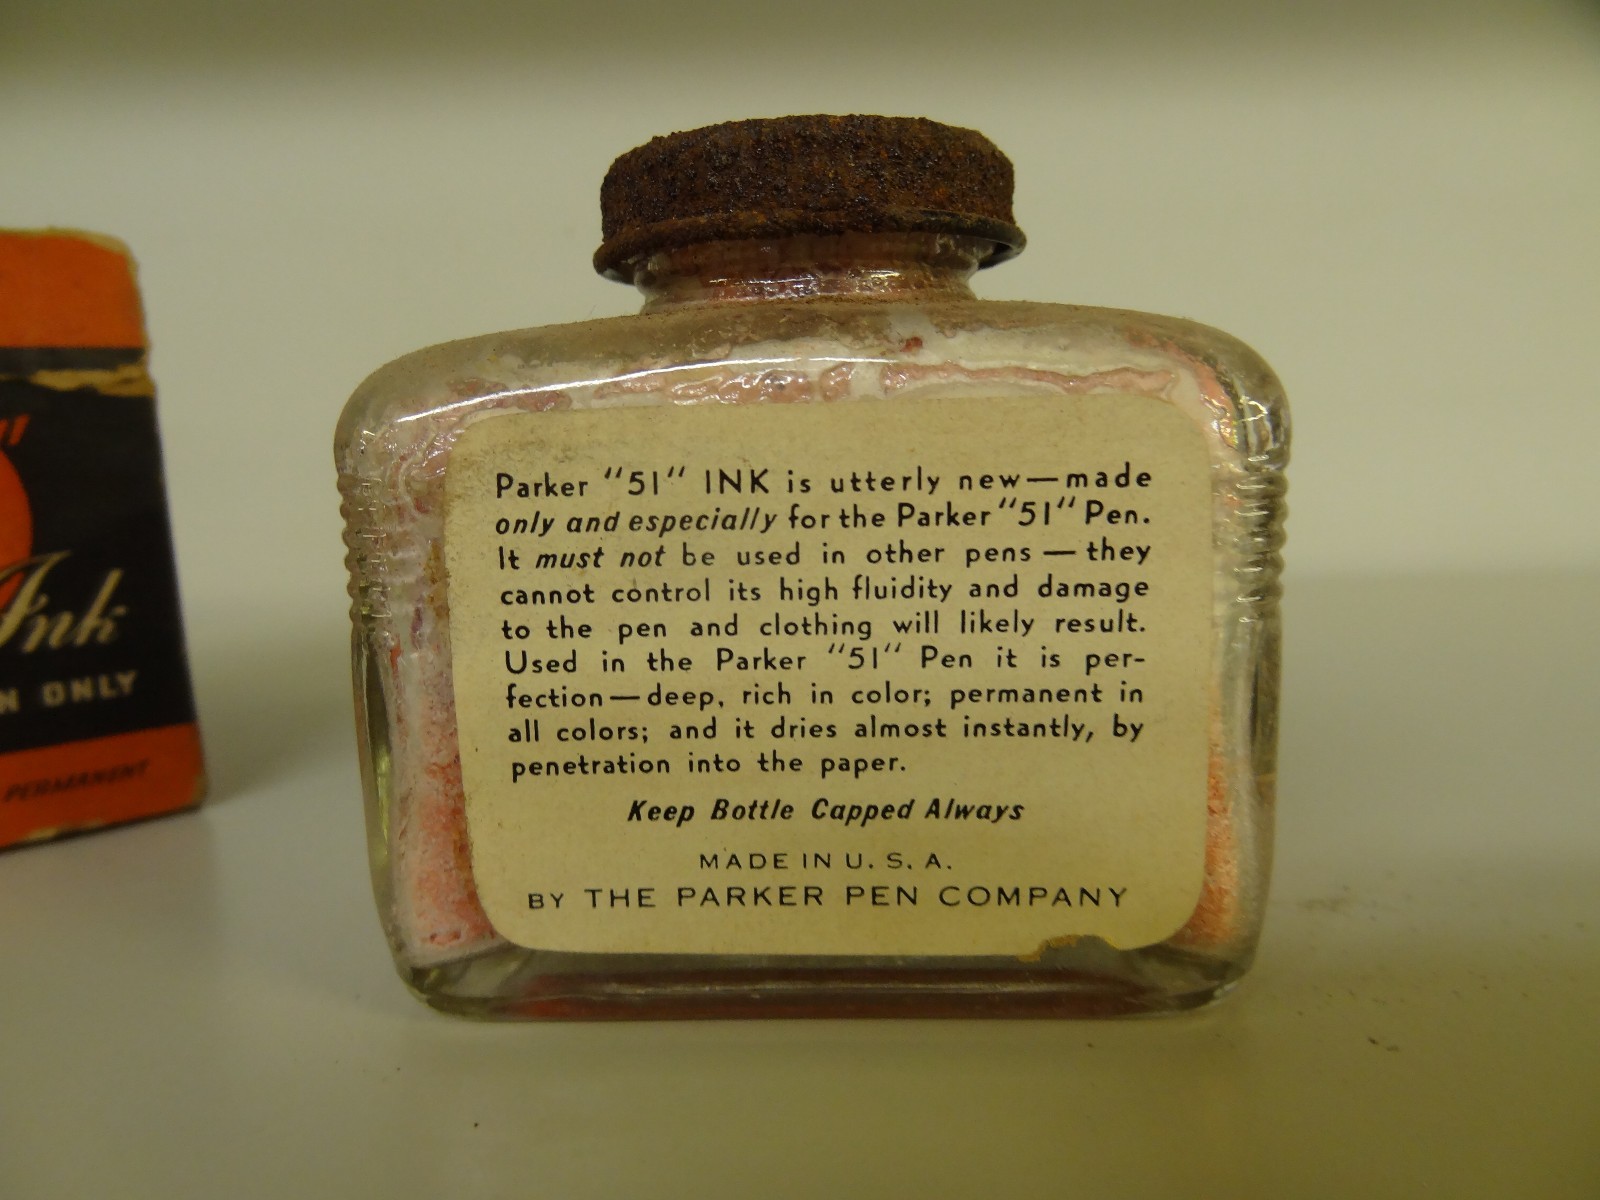 Parker "51" INK is utterly new—made
only and especially for the Parker "51" Pen.
It must not be used in other pens — they
cannot control its high fluidity and damage
to the pen and clothing will likely result.
Used in the Parker "51" Pen it is per-
fection—deep, rich in color; permanent in
all colors; and it dries almost instantly, by
penetration into the paper.
Keep Bottle Capped Always
MADE IN U. S. A.
BY THE PARKER PEN COMPANY
"
Ink
N ONLY
PERMANENT